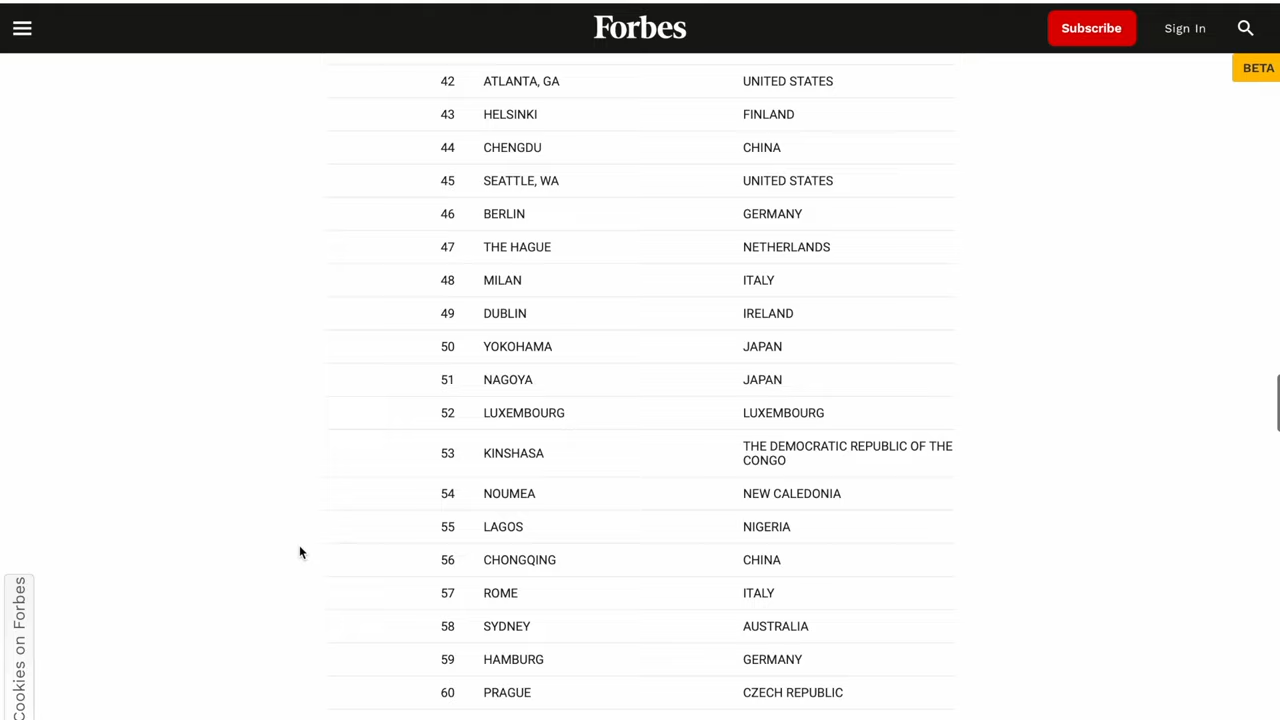 Forbes
Subscribe
Sign In
BETA
42 ATLANTA, GA UNITED STATES
43 HELSINKI FINLAND
44 CHENGDU CHINA
45 SEATTLE, WA UNITED STATES
46 BERLIN GERMANY
47 THE HAGUE NETHERLANDS
48 MILAN ITALY
49 DUBLIN IRELAND
50 YOKOHAMA JAPAN
51 NAGOYA JAPAN
52 LUXEMBOURG LUXEMBOURG
53 KINSHASA THE DEMOCRATIC REPUBLIC OF THE
CONGO
54 NOUMEA NEW CALEDONIA
55 LAGOS NIGERIA
56 CHONGQING CHINA
57 ROME ITALY
58 SYDNEY AUSTRALIA
59 HAMBURG GERMANY
60 PRAGUE CZECH REPUBLIC
Cookies on Forbes